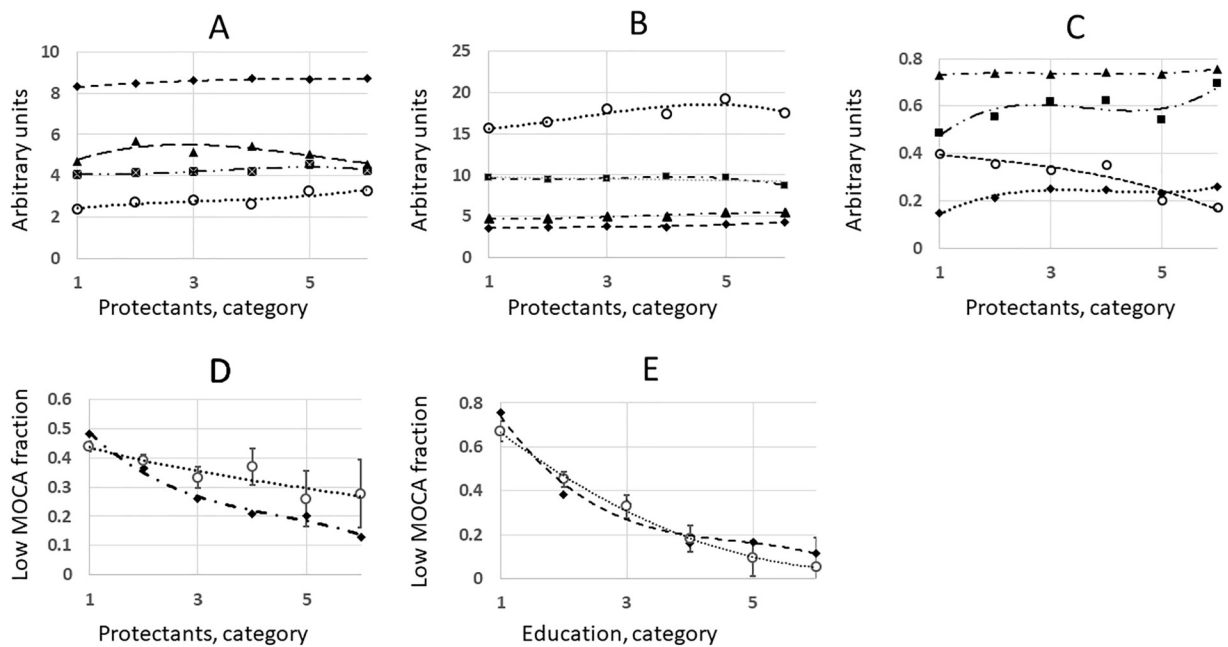 A
Arbitrary units
10
8
6
4
2
0
1 3 5
Protectants, category
B
Arbitrary units
25
20
15
10
5
0
1 3 5
Protectants, category
C
Arbitrary units
0.8
0.6
0.4
0.2
0
1 3 5
Protectants, category
D
Low MOCA fraction
0.6
0.5
0.4
0.3
0.2
0.1
0
1 3 5
Protectants, category
E
Low MOCA fraction
0.8
0.6
0.4
0.2
0
1 3 5
Education, category